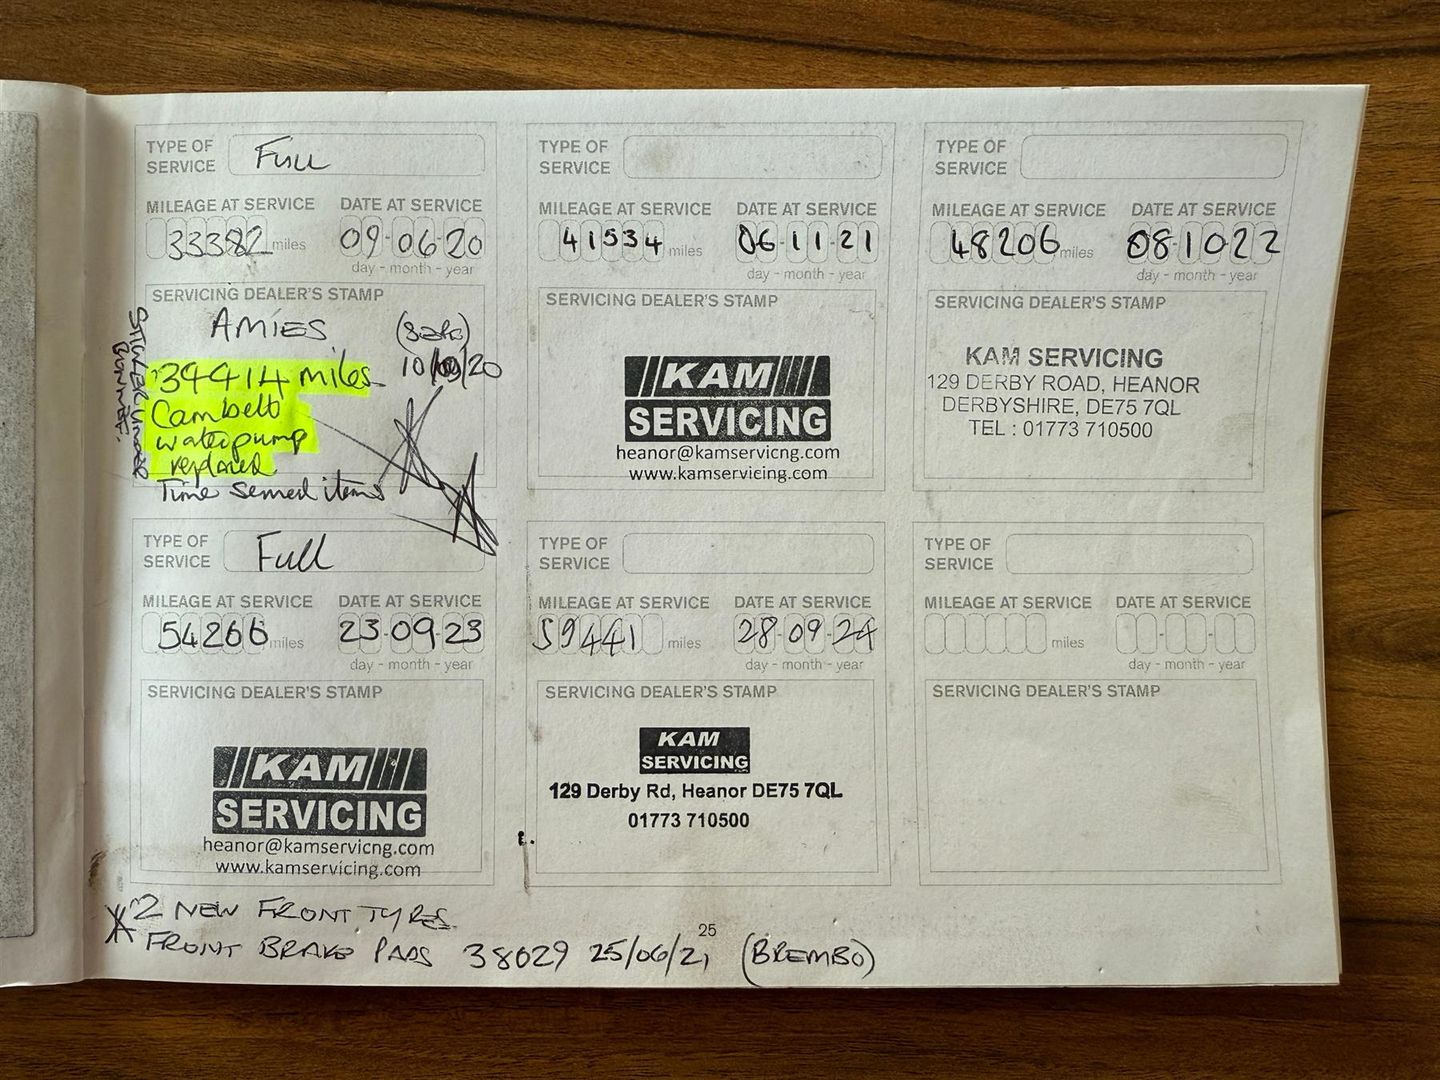 TYPE OF
SERVICE
Full
MILEAGE AT SERVICE
DATE AT SERVICE
33382 miles
09-06-20
day - month - year
SERVICING DEALER'S STAMP
AMIES
10/09/20
STICKER UNDER
BONNET.
34414 miles
Cambelt
waterpump
replaced
Time served items
TYPE OF
SERVICE
MILEAGE AT SERVICE
DATE AT SERVICE
41534 miles
06-11-21
day - month - year
SERVICING DEALER'S STAMP
KAM
SERVICING
heanor@kamservicng.com
www.kamservicing.com
TYPE OF
SERVICE
MILEAGE AT SERVICE
DATE AT SERVICE
48206 miles
08-10-22
day - month - year
SERVICING DEALER'S STAMP
KAM SERVICING
129 DERBY ROAD, HEANOR
DERBYSHIRE, DE75 7QL
TEL : 01773 710500
TYPE OF
SERVICE
Full
MILEAGE AT SERVICE
DATE AT SERVICE
54266 miles
23-09-23
day - month - year
SERVICING DEALER'S STAMP
KAM
SERVICING
heanor@kamservicng.com
www.kamservicing.com
TYPE OF
SERVICE
MILEAGE AT SERVICE
DATE AT SERVICE
59441 miles
28-09-24
day - month - year
SERVICING DEALER'S STAMP
KAM
SERVICING
129 Derby Rd, Heanor DE75 7QL
01773 710500
TYPE OF
SERVICE
MILEAGE AT SERVICE
DATE AT SERVICE
miles
day - month - year
SERVICING DEALER'S STAMP
2 NEW FRONT TYRES
FRONT BRAKE PADS 38029 25/06/21 (BREMBO)
25